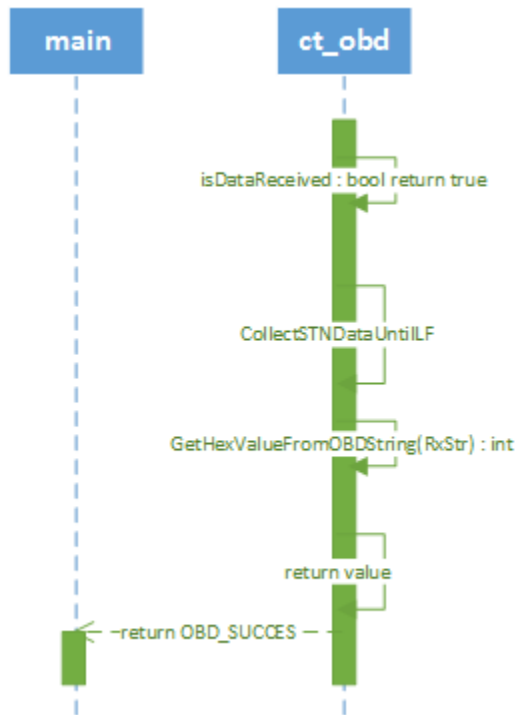 main
ct_obd
isDataReceived : bool return true
CollectSTNDataUntilLF
GetHexValueFromOBDString(RxStr) : int
return value
return OBD_SUCCES